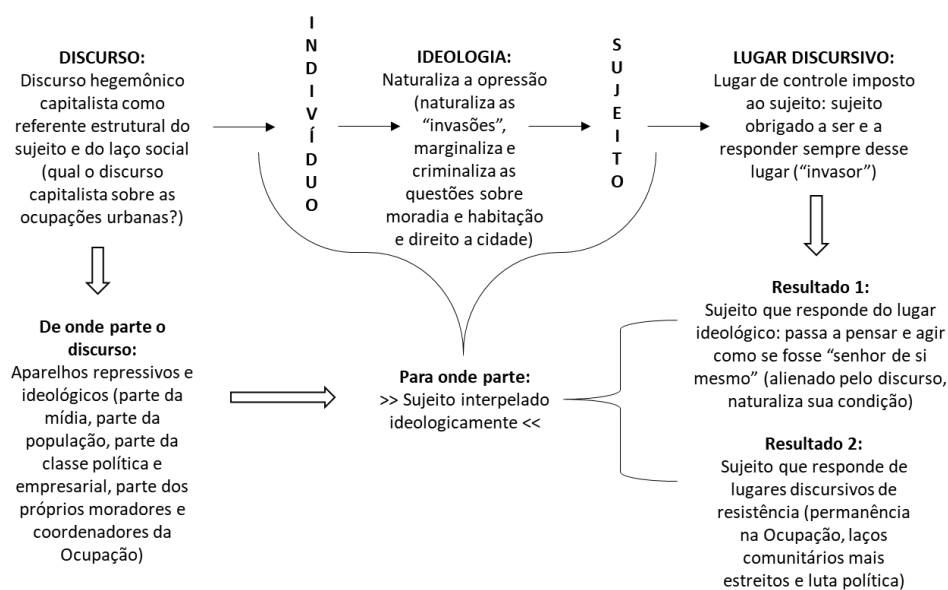 DISCURSO:
Discurso hegemônico
capitalista como
referente estrutural do
sujeito e do laço social
(qual o discurso
capitalista sobre as
ocupações urbanas?)
INDIVÍDUO
IDEOLOGIA:
Naturaliza a opressão
(naturaliza as
“invasões”,
marginaliza e
criminaliza as
questões sobre
moradia e habitação
e direito a cidade)
SUJEITO
LUGAR DISCURSIVO:
Lugar de controle imposto
ao sujeito: sujeito
obrigado a ser e a
responder sempre desse
lugar (“invasor”)
De onde parte o
discurso:
Aparelhos repressivos e
ideológicos (parte da
mídia, parte da
população, parte da
classe política e
empresarial, parte dos
próprios moradores e
coordenadores da
Ocupação)
Para onde parte:
>> Sujeito interpelado
ideologicamente <<
Resultado 1:
Sujeito que responde do lugar
ideológico: passa a pensar e agir
como se fosse “senhor de si
mesmo” (alienado pelo discurso,
naturaliza sua condição)
Resultado 2:
Sujeito que responde de
lugares discursivos de
resistência (permanência
na Ocupação, laços
comunitários mais
estreitos e luta política)